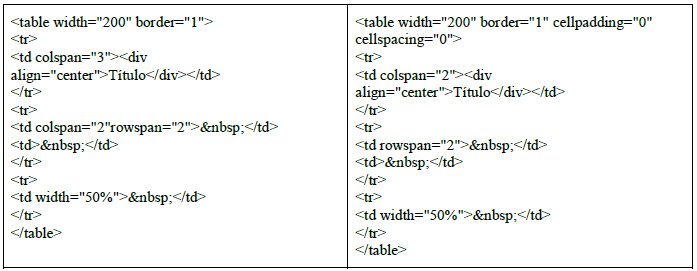 <table width="200" border="1">
<tr>
<td colspan="3"><div
align="center">Título</div></td>
</tr>
<tr>
<td colspan="2"rowspan="2">&nbsp;</td>
<td>&nbsp;</td>
</tr>
<tr>
<td width="50%">&nbsp;</td>
</tr>
</table>
<table width="200" border="1" cellpadding="0"
cellspacing="0">
<tr>
<td colspan="2"><div
align="center">Título</div></td>
</tr>
<tr>
<td rowspan="2">&nbsp;</td>
<td>&nbsp;</td>
</tr>
<tr>
<td width="50%">&nbsp;</td>
</tr>
</table>